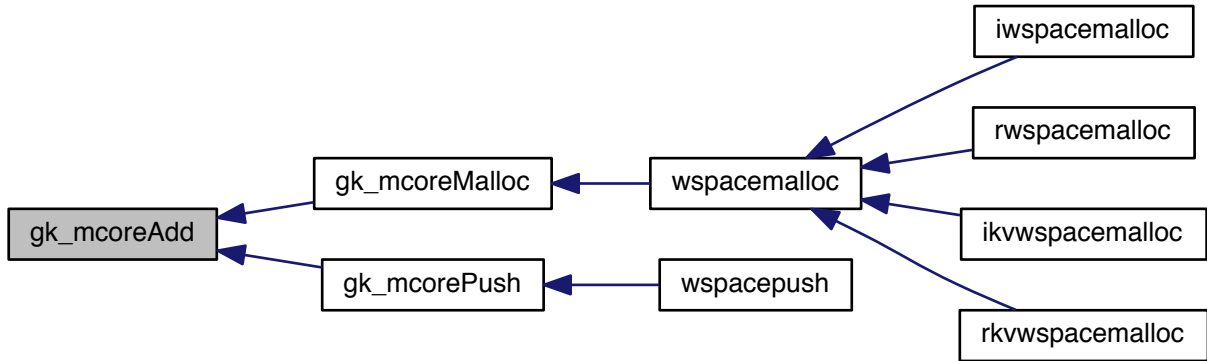 gk_mcoreAdd
gk_mcoreMalloc
gk_mcorePush
wspacemalloc
wspacepush
iwspacemalloc
rwspacemalloc
ikvwspacemalloc
rkvwspacemalloc